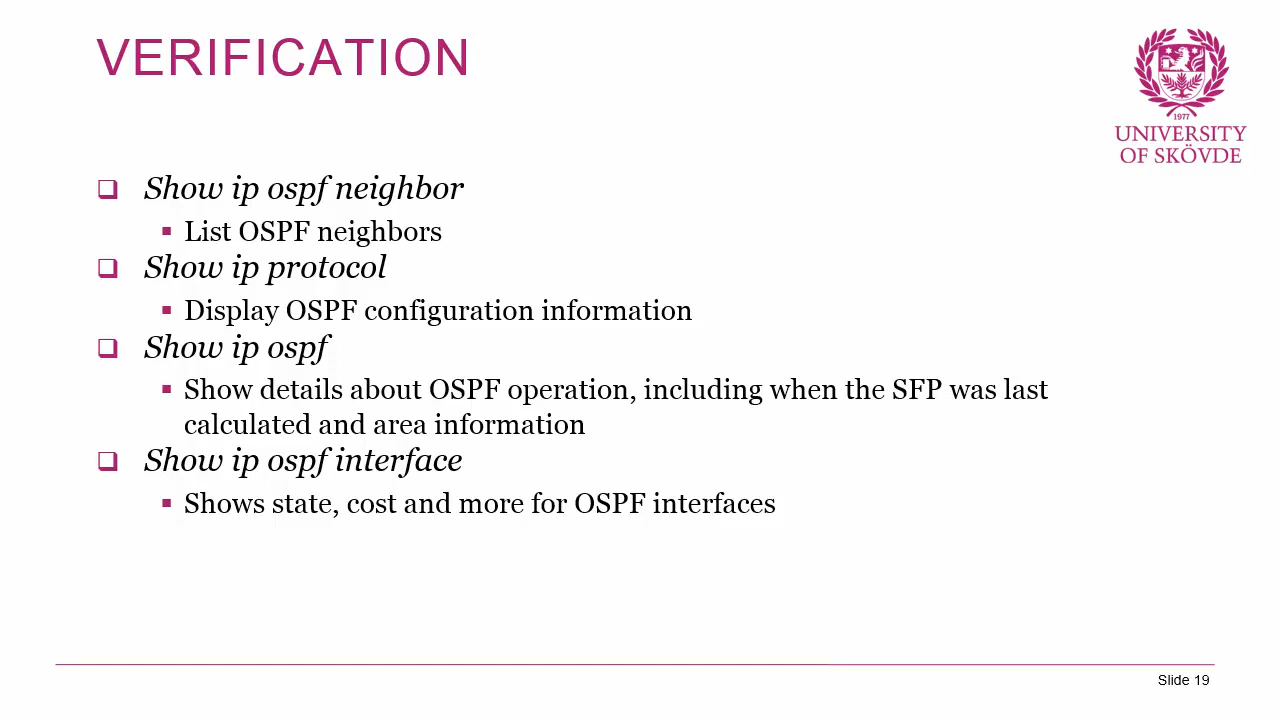 VERIFICATION
1977
UNIVERSITY
OF SKÖVDE
Show ip ospf neighbor
List OSPF neighbors
Show ip protocol
Display OSPF configuration information
Show ip ospf
Show details about OSPF operation, including when the SFP was last
calculated and area information
Show ip ospf interface
Shows state, cost and more for OSPF interfaces
Slide 19